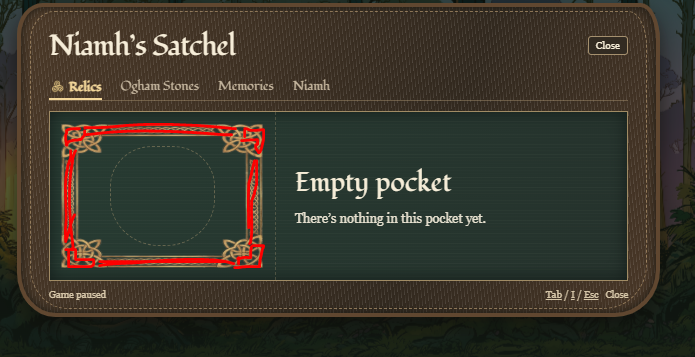 Niamh's Satchel
Close
Relics Ogham Stones Memories Niamh
Empty pocket
There's nothing in this pocket yet.
Game paused
Tab / I / Esc Close